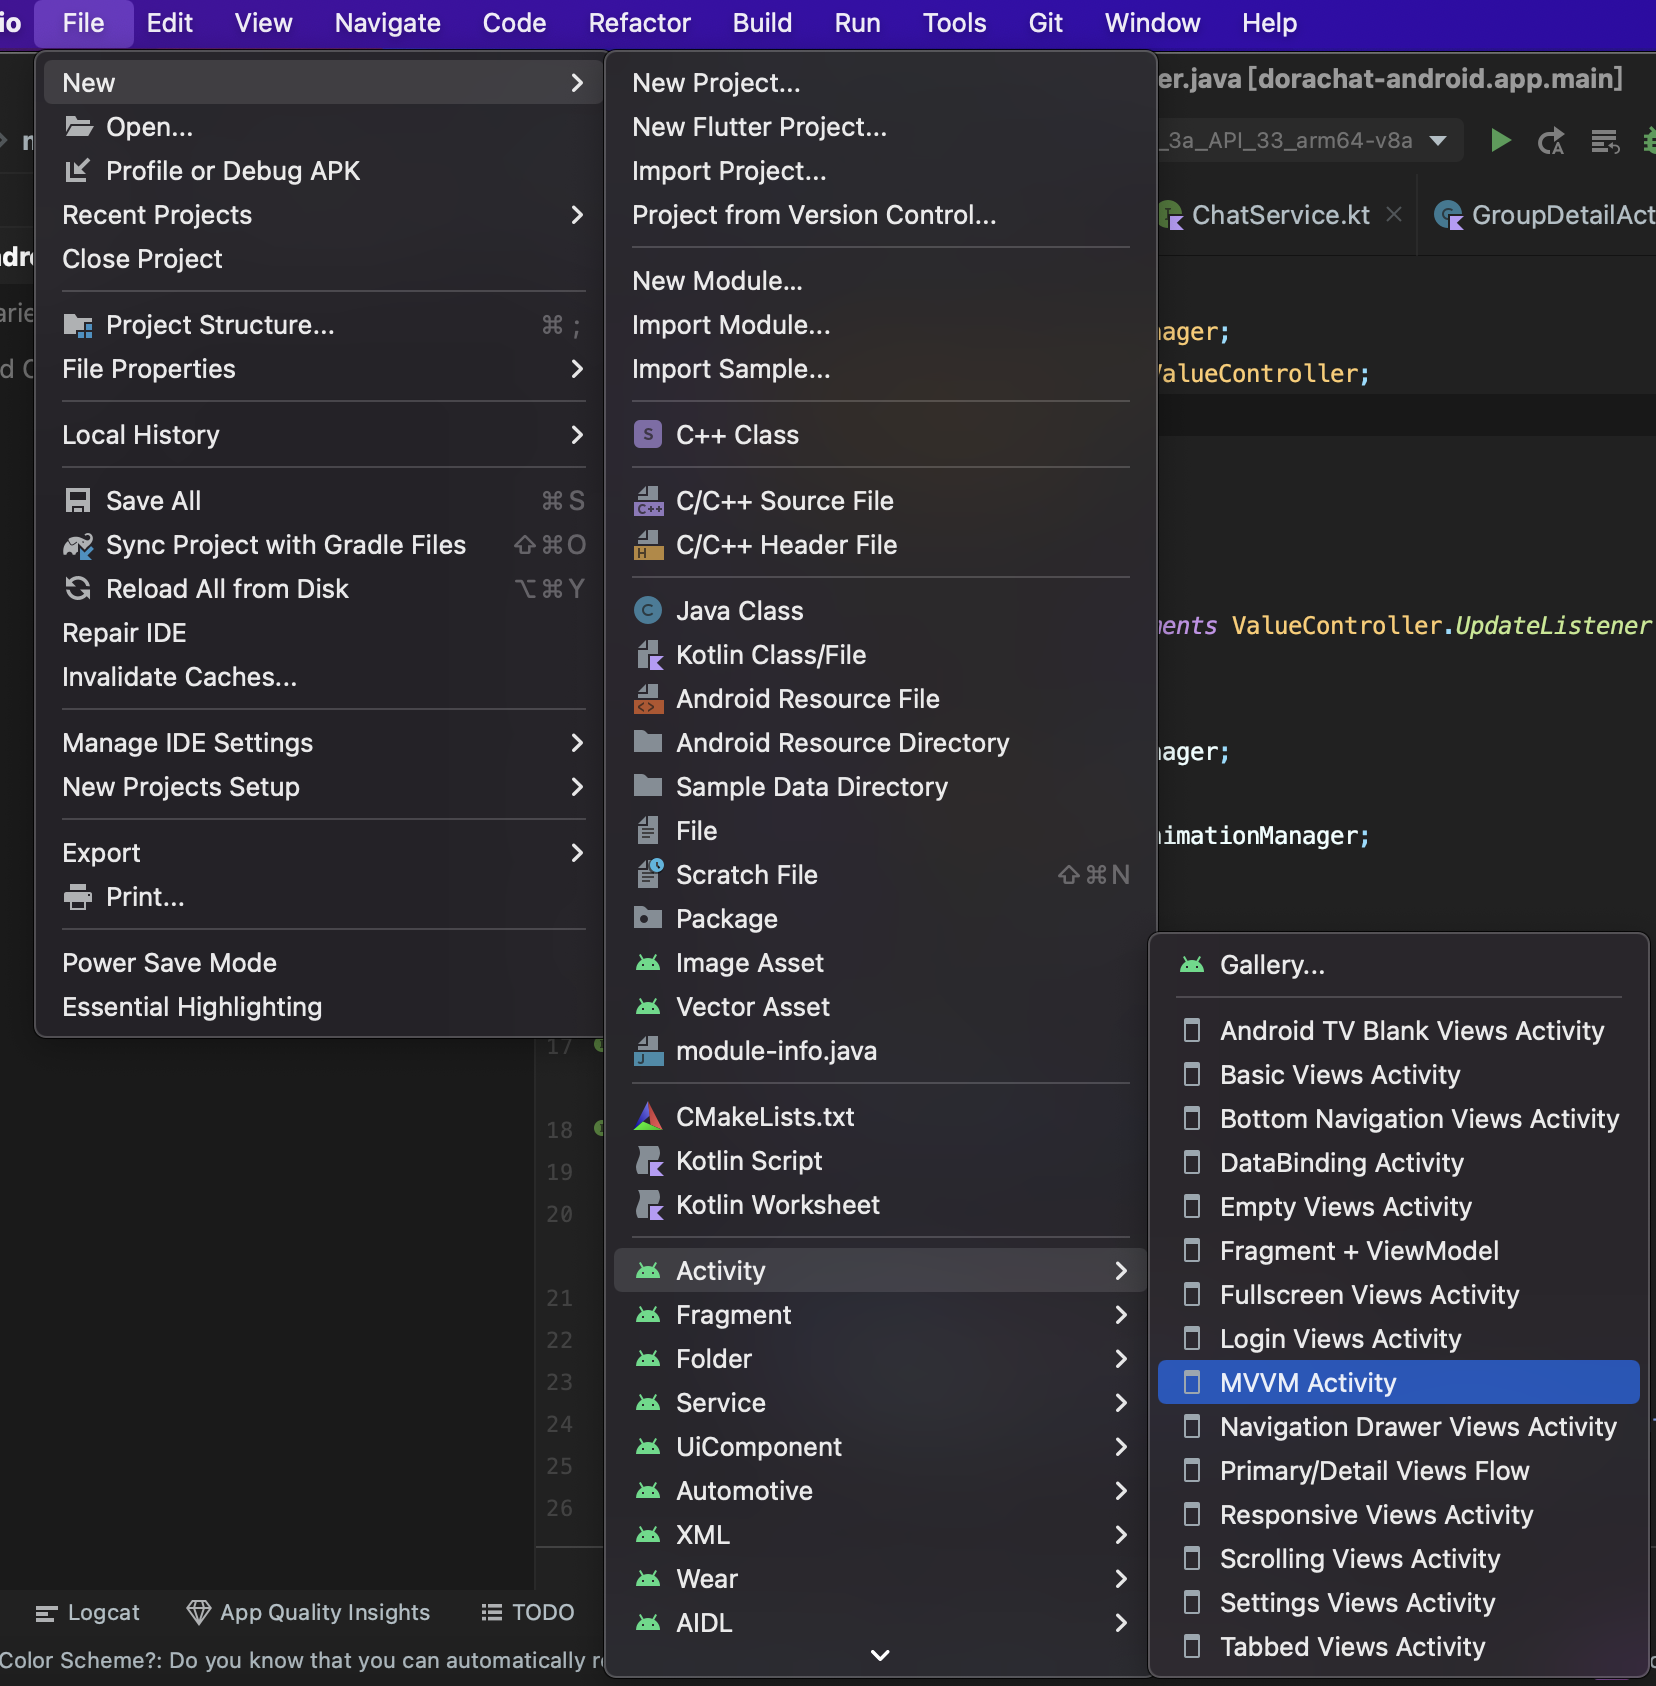 io File Edit View Navigate Code Refactor Build Run Tools Git Window Help
New
Open...
Profile or Debug APK
Recent Projects
Close Project
Project Structure... ⌘ ;
File Properties
Local History
Save All ⌘ S
Sync Project with Gradle Files ⇧⌘O
Reload All from Disk ⌥⌘Y
Repair IDE
Invalidate Caches...
Manage IDE Settings
New Projects Setup
Export
Print...
Power Save Mode
Essential Highlighting
New Project...
New Flutter Project...
Import Project...
Project from Version Control...
New Module...
Import Module...
Import Sample...
S C++ Class
C++ C/C++ Source File
H C/C++ Header File
C Java Class
Kotlin Class/File
Android Resource File
Android Resource Directory
Sample Data Directory
File
Scratch File ⇧⌘N
Package
Image Asset
Vector Asset
J module-info.java
CMakeLists.txt
Kotlin Script
Kotlin Worksheet
Activity
Fragment
Folder
Service
UiComponent
Automotive
XML
Wear
AIDL
Gallery...
Android TV Blank Views Activity
Basic Views Activity
Bottom Navigation Views Activity
DataBinding Activity
Empty Views Activity
Fragment + ViewModel
Fullscreen Views Activity
Login Views Activity
MVVM Activity
Navigation Drawer Views Activity
Primary/Detail Views Flow
Responsive Views Activity
Scrolling Views Activity
Settings Views Activity
Tabbed Views Activity
er.java [dorachat-android.app.main]
_3a_API_33_arm64-v8a
ChatService.kt GroupDetailAct
ager;
ValueController;
ments ValueController.UpdateListener
ager;
nimationManager;
17
18
19
20
21
22
23
24
25
26
Logcat App Quality Insights TODO
Color Scheme?: Do you know that you can automatically r